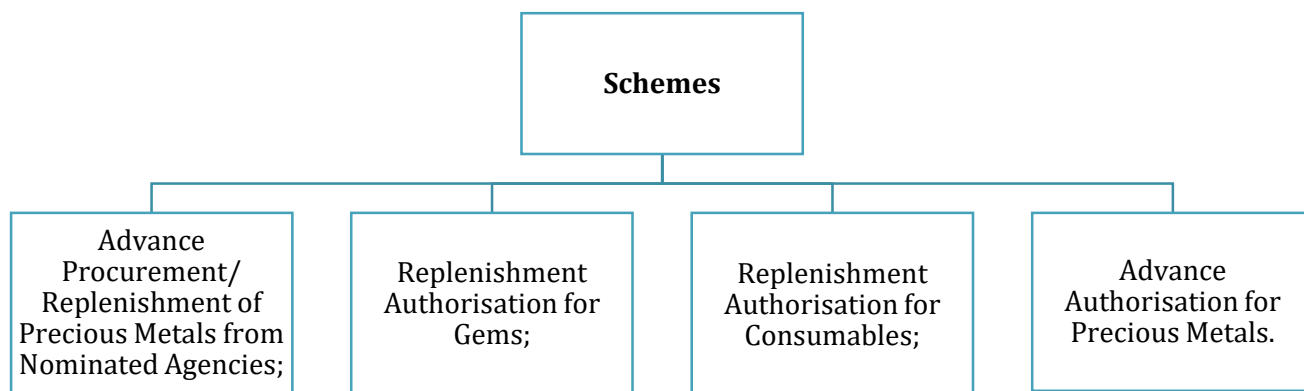 Schemes
Advance
Procurement/
Replenishment of
Precious Metals from
Nominated Agencies;
Replenishment
Authorisation for
Gems;
Replenishment
Authorisation for
Consumables;
Advance
Authorisation for
Precious Metals.